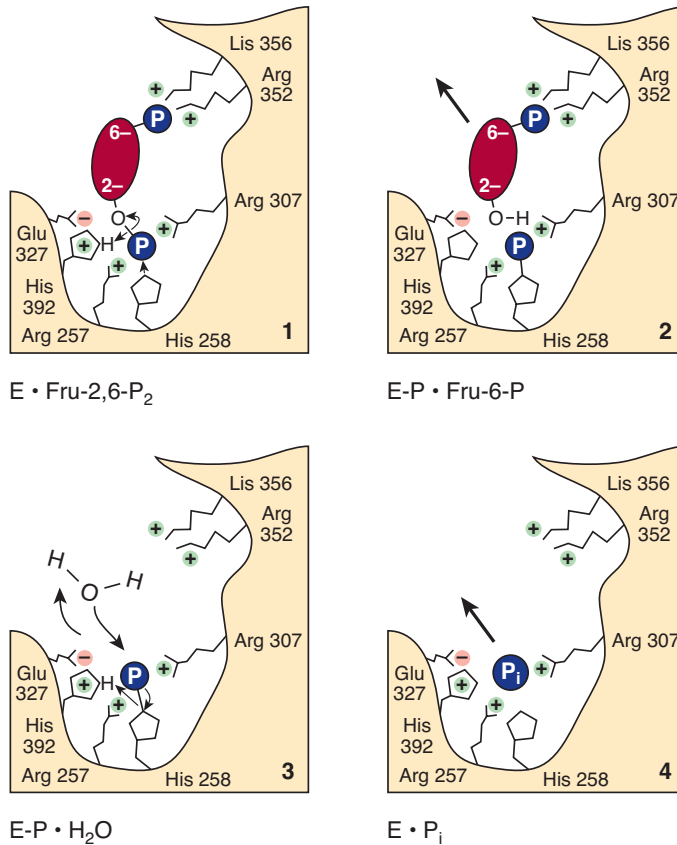 Lis 356
Arg
352
+
P
+
6–
2–
–
O
Arg 307
Glu
327
+
H
P
+
+
His
392
Arg 257
His 258
1
E • Fru-2,6-P₂
Lis 356
Arg
352
+
P
+
6–
2–
–
O–H
Arg 307
Glu
327
P
+
+
His
392
Arg 257
His 258
2
E-P • Fru-6-P
Lis 356
Arg
352
+
+
H
H
O
Arg 307
–
Glu
327
+
H
P
+
+
His
392
Arg 257
His 258
3
E-P • H₂O
Lis 356
Arg
352
+
+
Arg 307
–
Glu
327
+
Pᵢ
+
+
His
392
Arg 257
His 258
4
E • Pᵢ